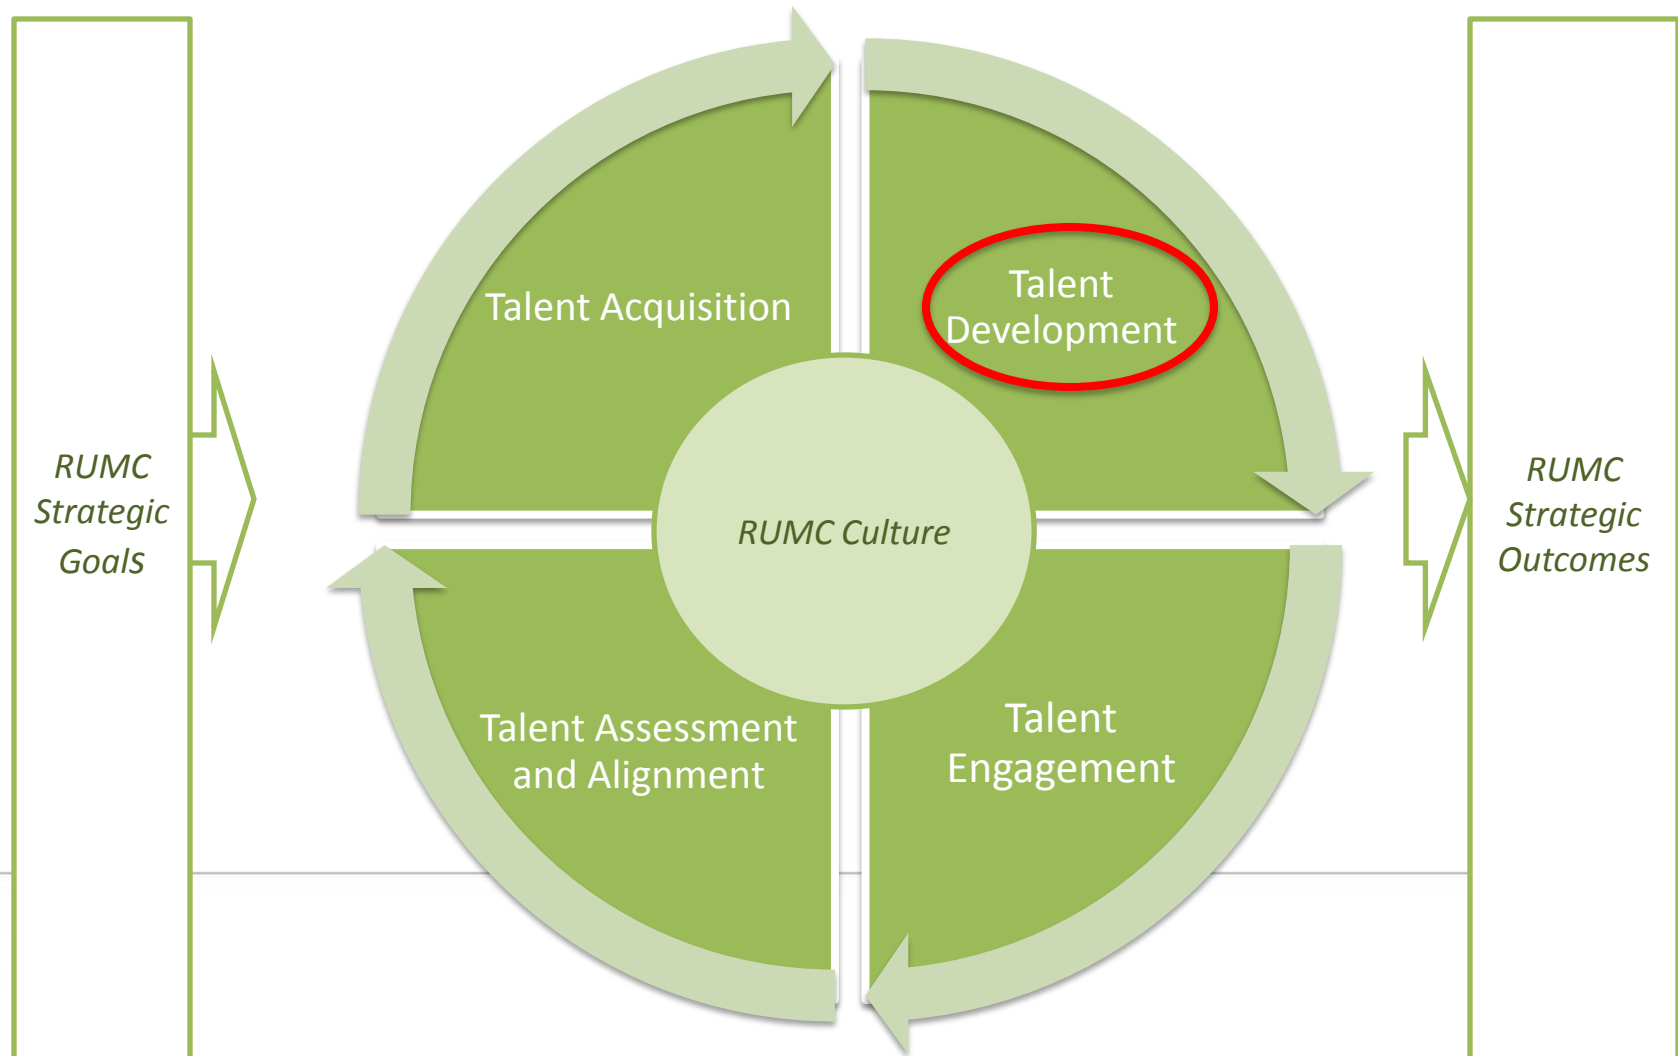 RUMC
Strategic
Goals
Talent Acquisition
Talent
Development
RUMC Culture
Talent Assessment
and Alignment
Talent
Engagement
RUMC
Strategic
Outcomes